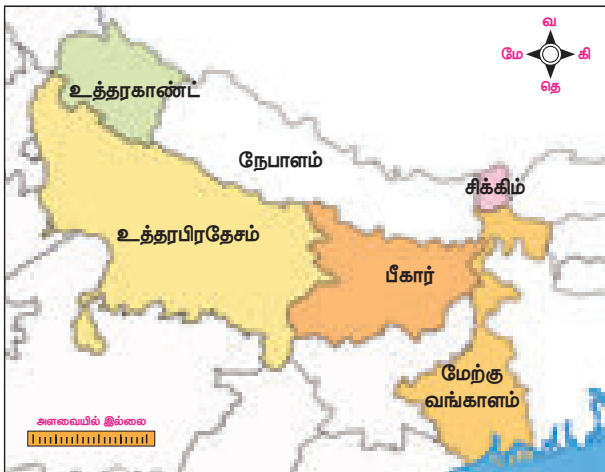 வ
மே
கி
தெ
உத்தரகாண்ட்
நேபாளம்
சிக்கிம்
உத்தரபிரதேசம்
பீகார்
மேற்கு
வங்காளம்
அளவையில் இல்லை